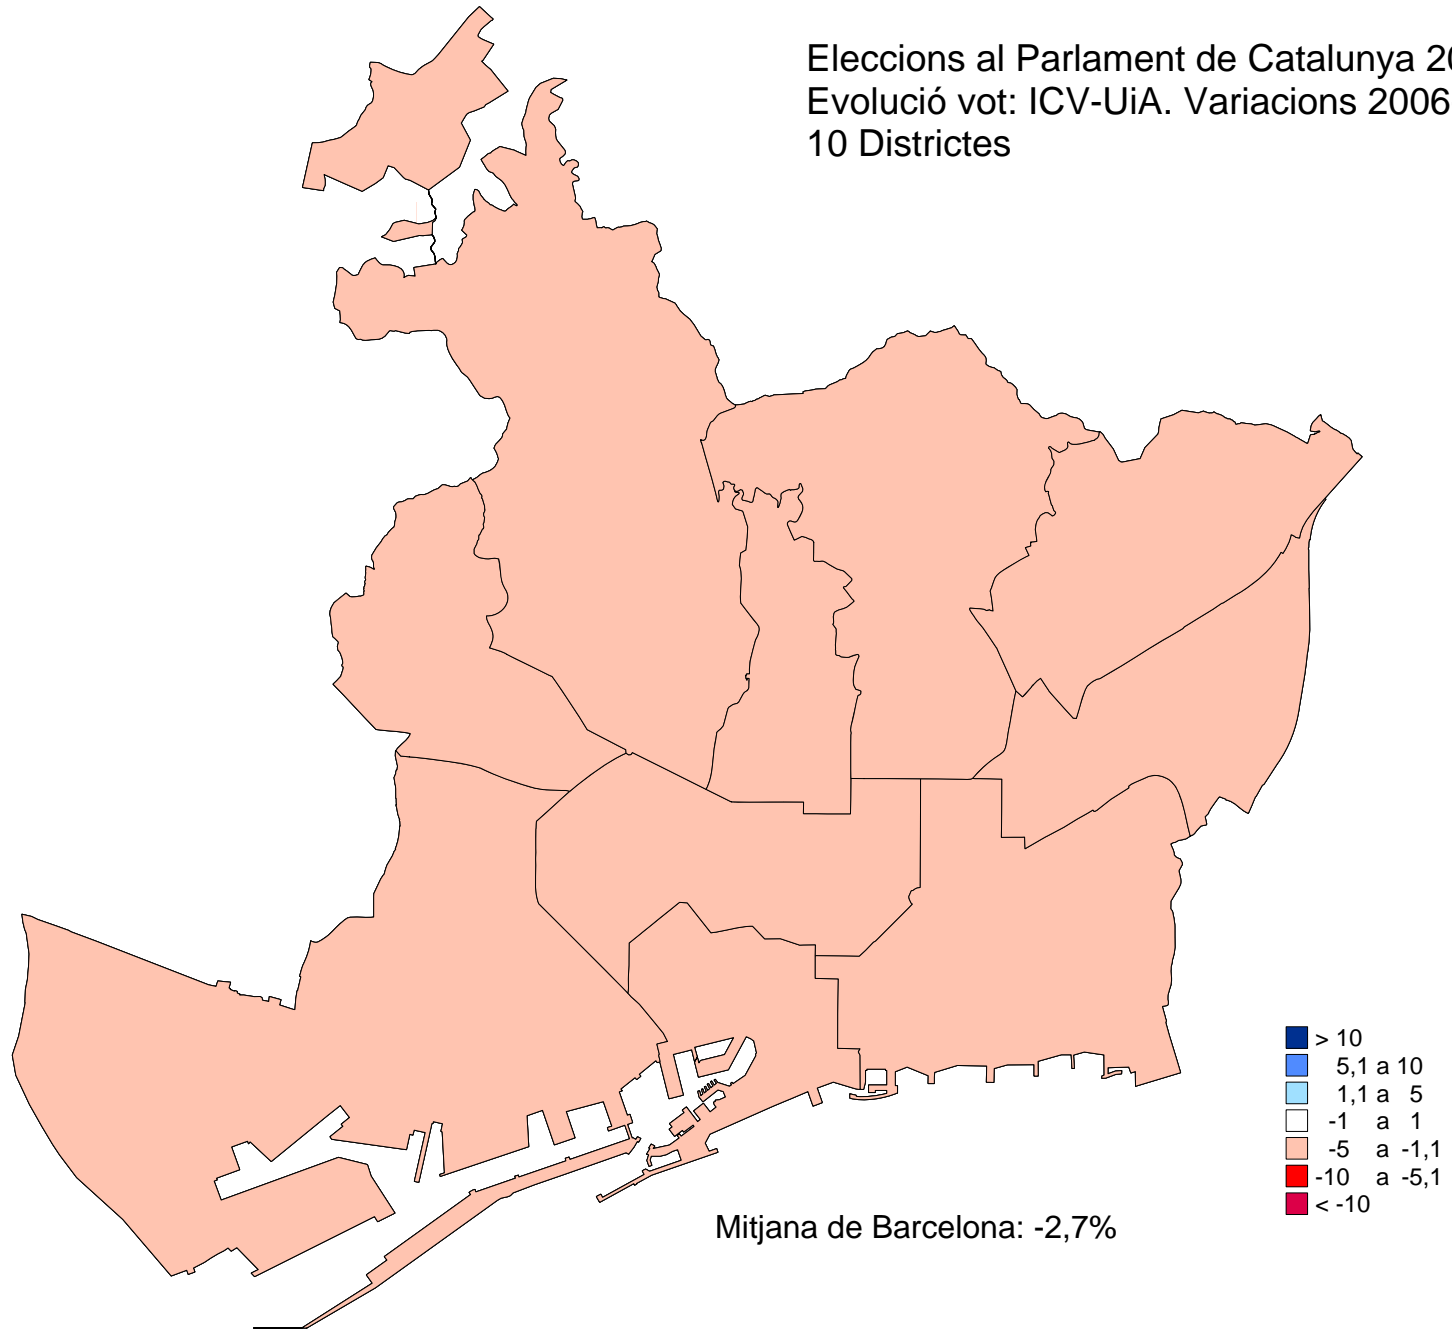 Eleccions al Parlament de Catalunya 20
Evolució vot: ICV-UiA. Variacions 2006
10 Districtes
> 10
5,1 a 10
1,1 a 5
-1 a 1
-5 a -1,1
-10 a -5,1
< -10
Mitjana de Barcelona: -2,7%